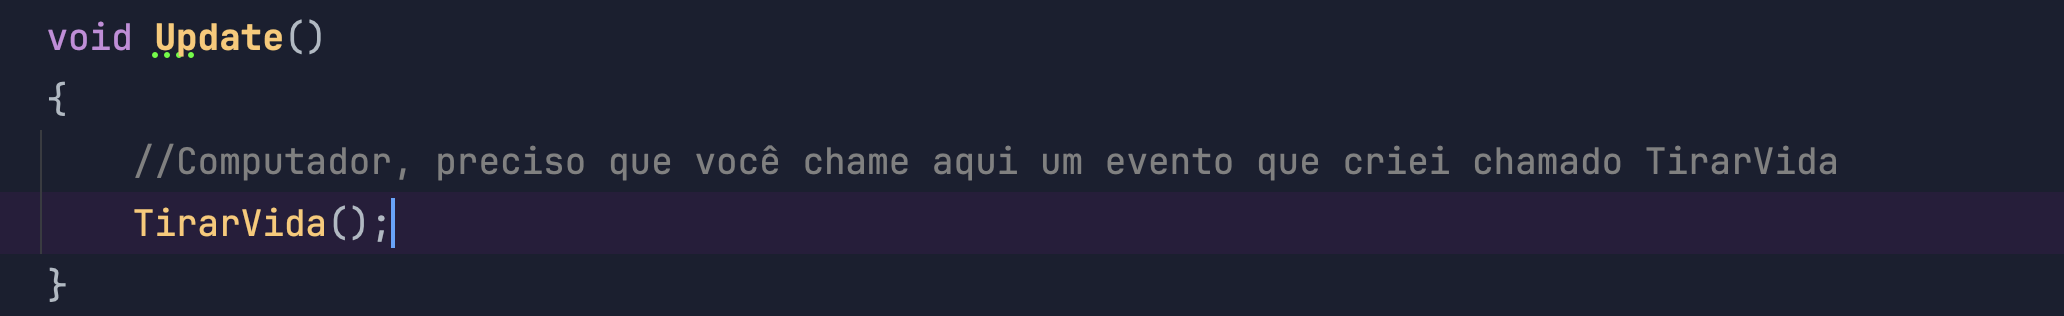 void Update()
{
//Computador, preciso que você chame aqui um evento que criei chamado TirarVida
TirarVida();
}